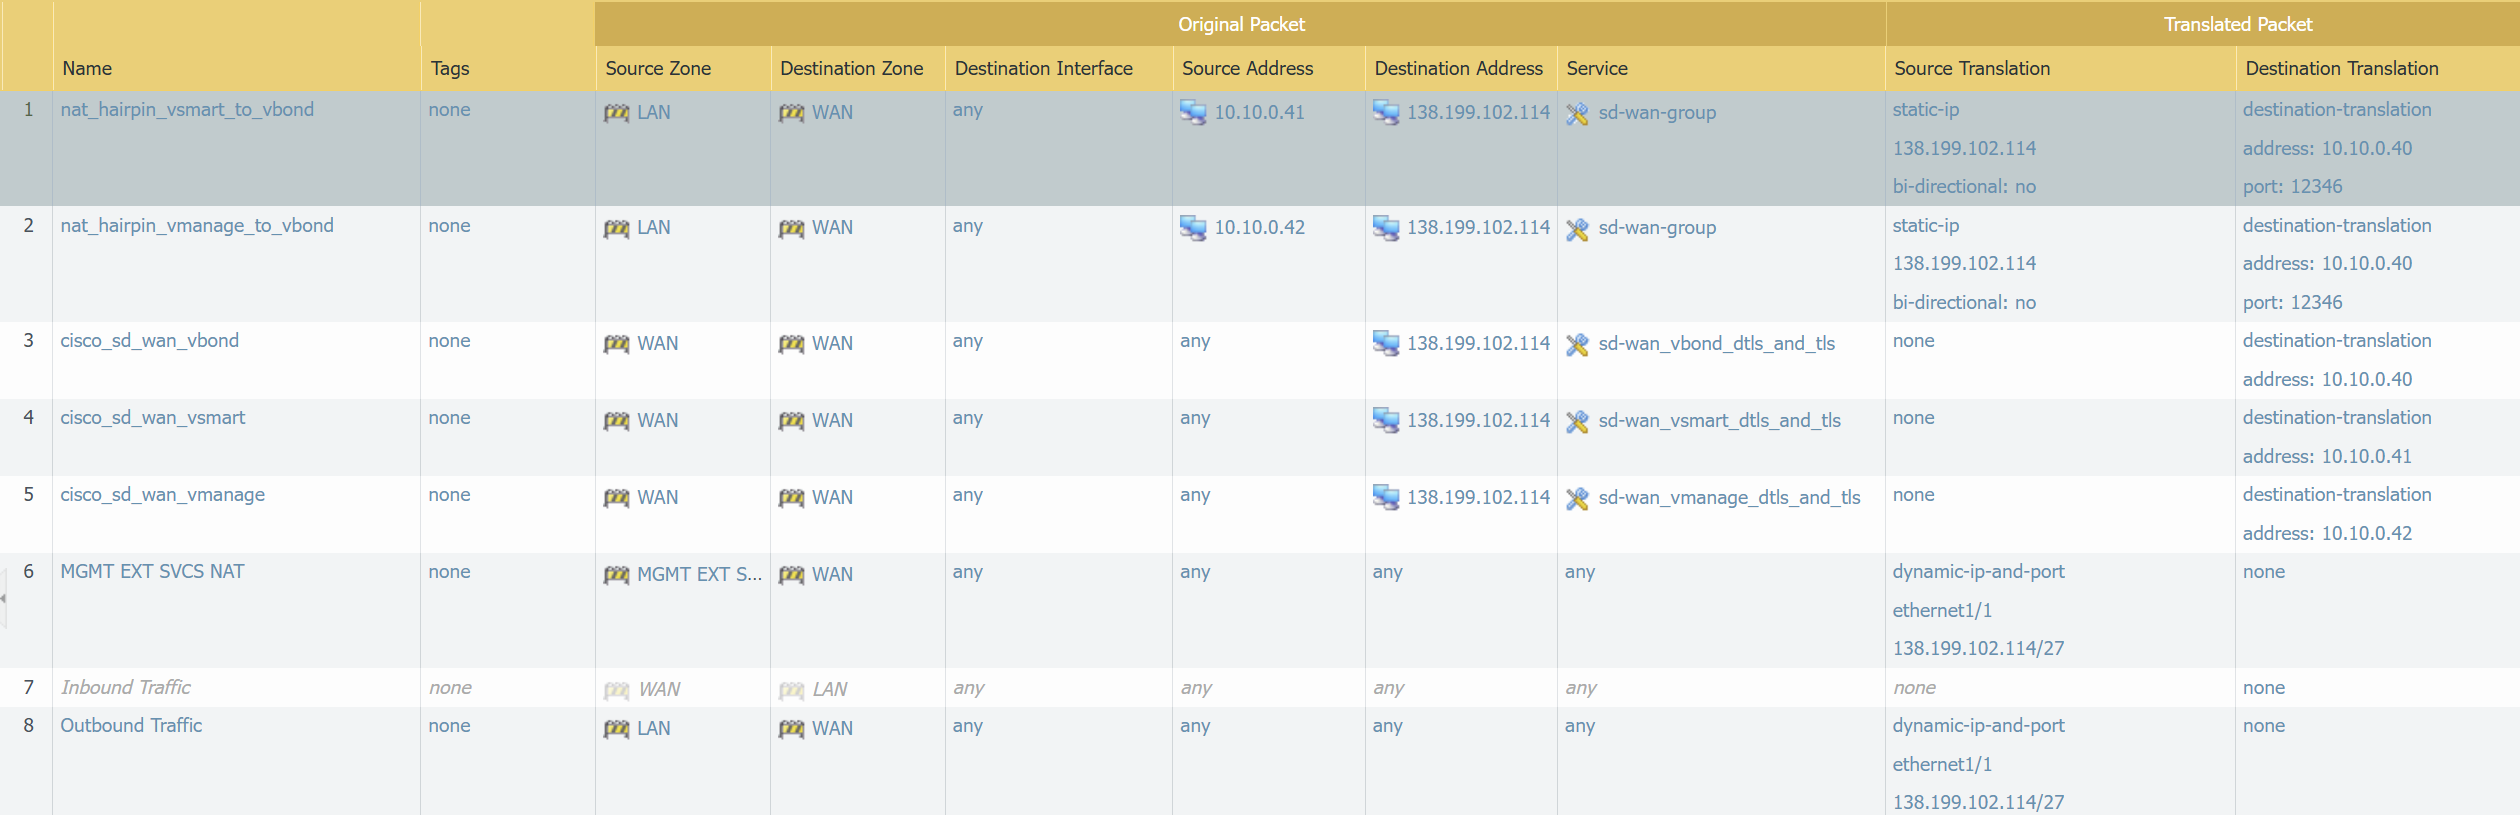 Original Packet Translated Packet
Name Tags Source Zone Destination Zone Destination Interface Source Address Destination Address Service Source Translation Destination Translation
1 nat_hairpin_vsmart_to_vbond none LAN WAN any 10.10.0.41 138.199.102.114 sd-wan-group static-ip destination-translation
138.199.102.114 address: 10.10.0.40
bi-directional: no port: 12346
2 nat_hairpin_vmanage_to_vbond none LAN WAN any 10.10.0.42 138.199.102.114 sd-wan-group static-ip destination-translation
138.199.102.114 address: 10.10.0.40
bi-directional: no port: 12346
3 cisco_sd_wan_vbond none WAN WAN any any 138.199.102.114 sd-wan_vbond_dtls_and_tls none destination-translation
address: 10.10.0.40
4 cisco_sd_wan_vsmart none WAN WAN any any 138.199.102.114 sd-wan_vsmart_dtls_and_tls none destination-translation
address: 10.10.0.41
5 cisco_sd_wan_vmanage none WAN WAN any any 138.199.102.114 sd-wan_vmanage_dtls_and_tls none destination-translation
address: 10.10.0.42
6 MGMT EXT SVCS NAT none MGMT EXT S... WAN any any any any dynamic-ip-and-port none
ethernet1/1
138.199.102.114/27
7 Inbound Traffic none WAN LAN any any any any none none
8 Outbound Traffic none LAN WAN any any any any dynamic-ip-and-port none
ethernet1/1
138.199.102.114/27